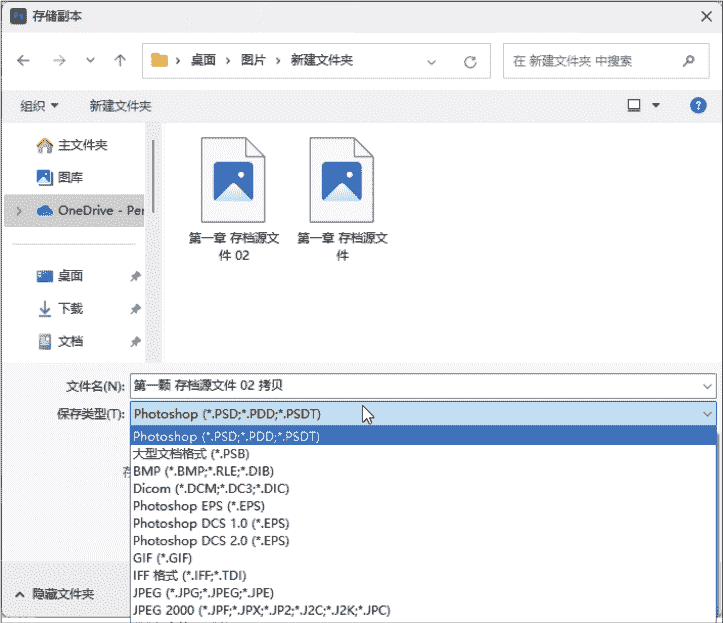 存储副本
桌面 › 图片 › 新建文件夹
在 新建文件夹 中搜索
组织
新建文件夹
主文件夹
图库
OneDrive - Per
桌面
下载
文档
第一章 存档源文
件 02
第一章 存档源文
件
文件名(N):
第一颗 存档源文件 02 拷贝
保存类型(T):
Photoshop (*.PSD;*.PDD;*.PSDT)
Photoshop (*.PSD;*.PDD;*.PSDT)
大型文档格式 (*.PSB)
BMP (*.BMP;*.RLE;*.DIB)
Dicom (*.DCM;*.DC3;*.DIC)
Photoshop EPS (*.EPS)
Photoshop DCS 1.0 (*.EPS)
Photoshop DCS 2.0 (*.EPS)
GIF (*.GIF)
IFF 格式 (*.IFF;*.TDI)
JPEG (*.JPG;*.JPEG;*.JPE)
JPEG 2000 (*.JPF;*.JPX;*.JP2;*.J2C;*.J2K;*.JPC)
隐藏文件夹